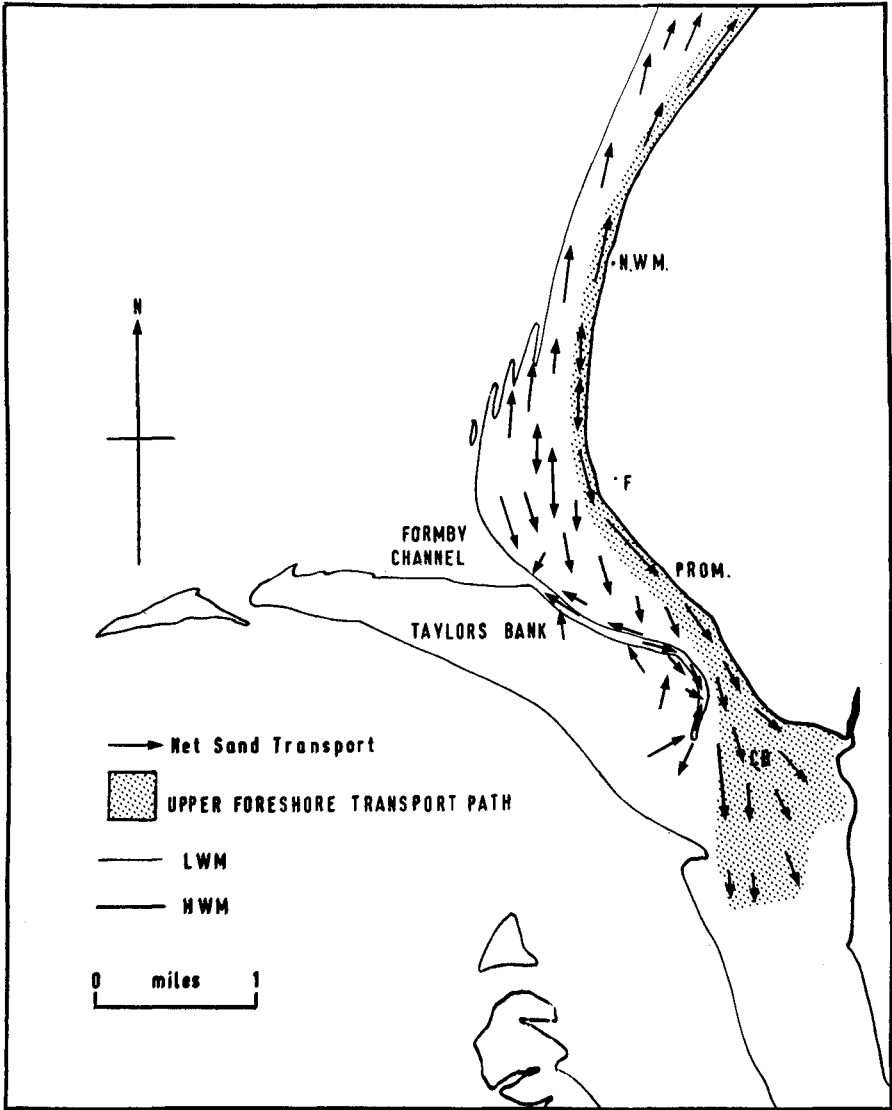 N.W.M.
N
F
FORMBY
CHANNEL
PROM.
TAYLORS BANK
Net Sand Transport
CB
UPPER FORESHORE TRANSPORT PATH
LWM
HWM
0 miles 1